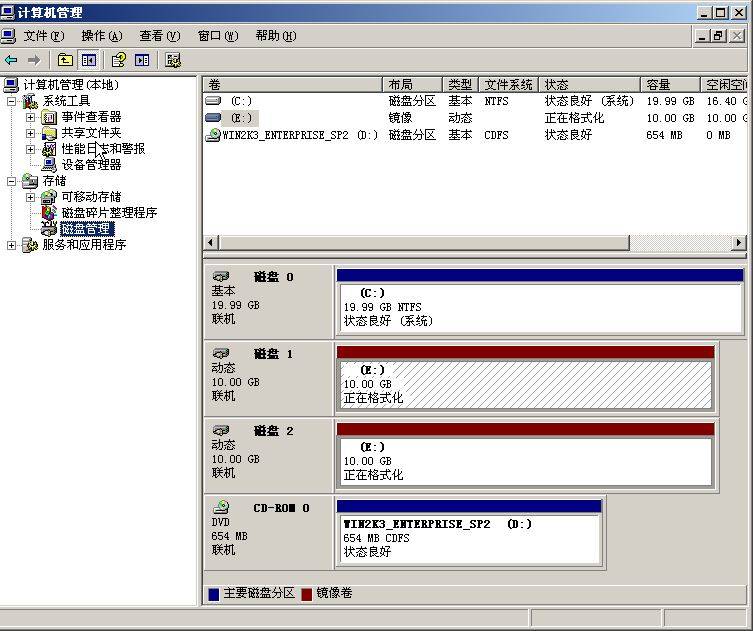 计算机管理
文件(F) 操作(A) 查看(V) 窗口(W) 帮助(H)
计算机管理(本地)
系统工具
事件查看器
共享文件夹
性能日志和警报
设备管理器
存储
可移动存储
磁盘碎片整理程序
磁盘管理
服务和应用程序
卷 布局 类型 文件系统 状态 容量 空闲空间
(C:) 磁盘分区 基本 NTFS 状态良好 (系统) 19.99 GB 16.40 G
(E:) 镜像 动态 正在格式化 10.00 GB 10.00 G
WIN2K3_ENTERPRISE_SP2 (D:) 磁盘分区 基本 CDFS 状态良好 654 MB 0 MB
磁盘 0
基本
19.99 GB
联机
(C:)
19.99 GB NTFS
状态良好 (系统)
磁盘 1
动态
10.00 GB
联机
(E:)
10.00 GB
正在格式化
磁盘 2
动态
10.00 GB
联机
(E:)
10.00 GB
正在格式化
CD-ROM 0
DVD
654 MB
联机
WIN2K3_ENTERPRISE_SP2 (D:)
654 MB CDFS
状态良好
主要磁盘分区 镜像卷